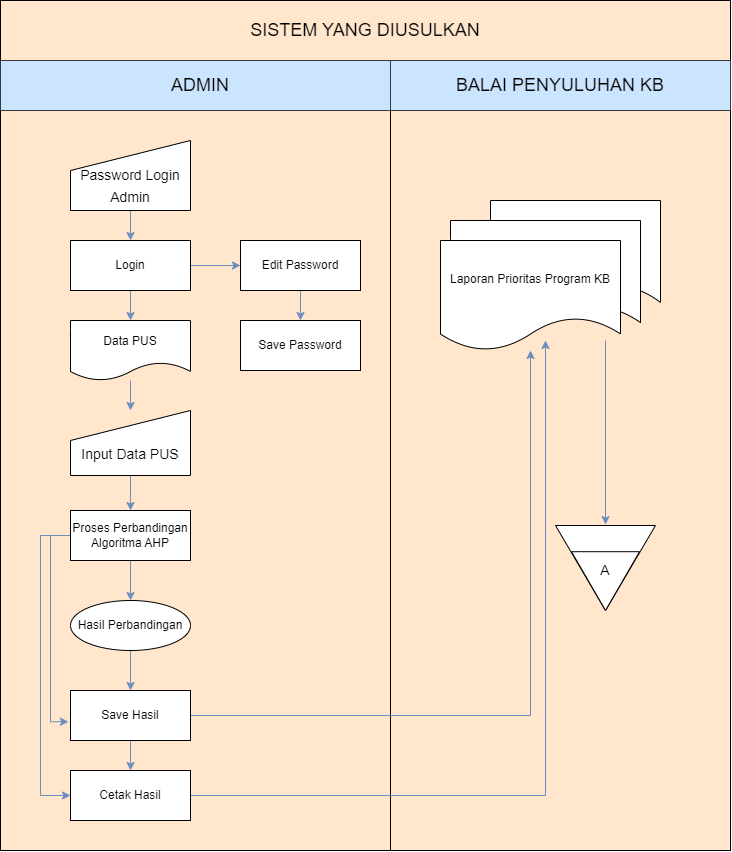 SISTEM YANG DIUSULKAN
ADMIN
BALAI PENYULUHAN KB
Password Login
Admin
Login
Edit Password
Data PUS
Save Password
Input Data PUS
Proses Perbandingan
Algoritma AHP
Hasil Perbandingan
Save Hasil
Cetak Hasil
Laporan Prioritas Program KB
A